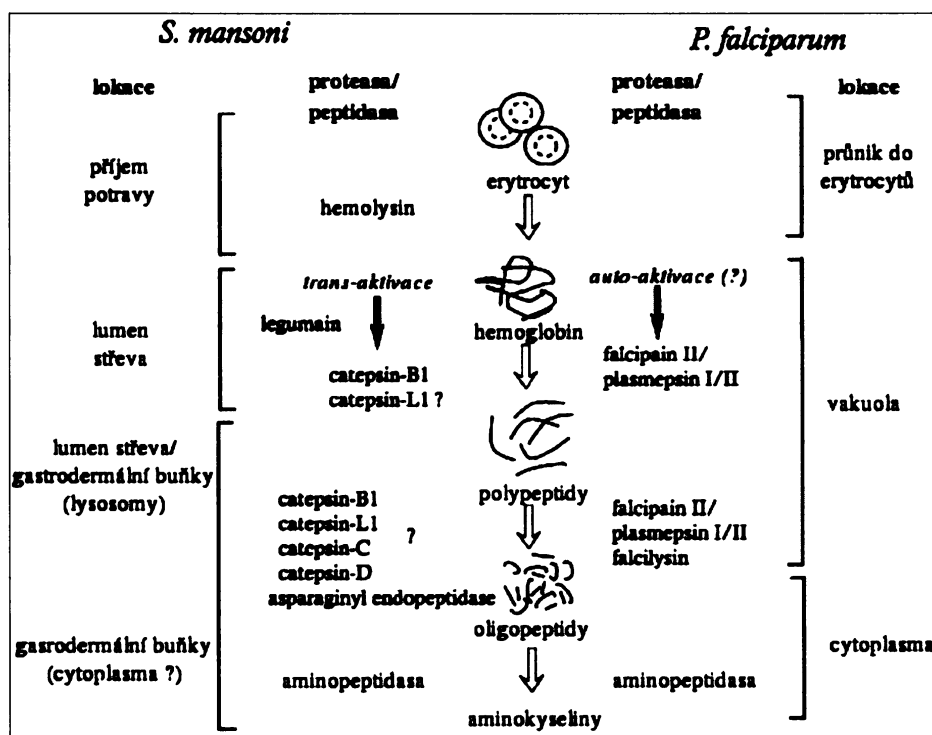 S. mansoni
P. falciparum
lokace
proteasa/
peptidasa
proteasa/
peptidasa
lokace
příjem
potravy
erytrocyt
průnik do
erytrocytů
hemolysin
trans-aktivace
auto-aktivace (?)
legumain
hemoglobin
lumen
střeva
catepsin-B1
catepsin-L1 ?
falcipain II/
plasmepsin I/II
vakuola
lumen střeva/
gastrodermální buňky
(lysosomy)
polypeptidy
catepsin-B1
catepsin-L1
catepsin-C
catepsin-D
asparaginyl endopeptidase
?
falcipain II/
plasmepsin I/II
falcilysin
oligopeptidy
gasrodermální buňky
(cytoplasma ?)
cytoplasma
aminopeptidasa
aminopeptidasa
aminokyseliny